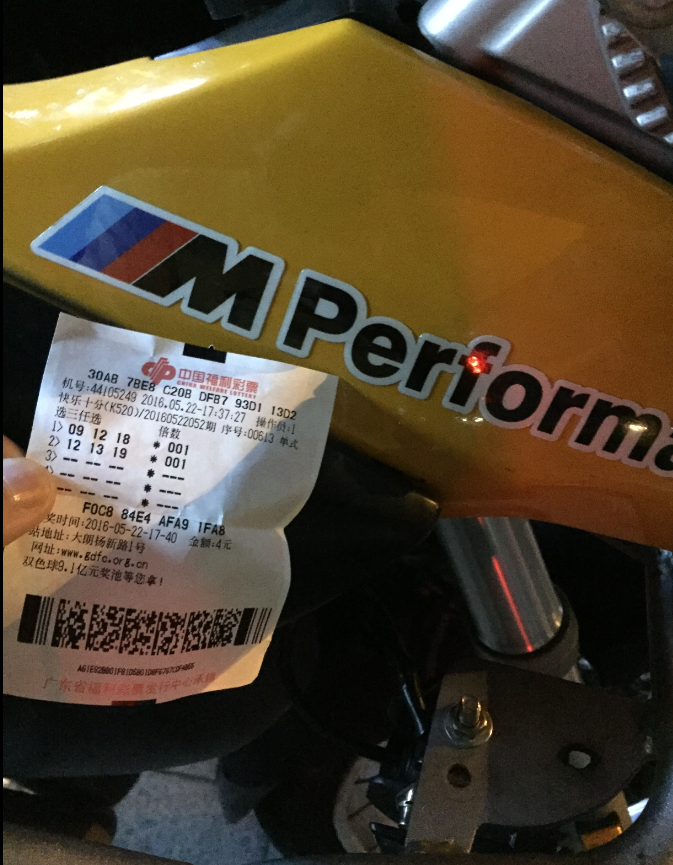 M Performa
中国福利彩票
CHINA WELFARE LOTTERY
30AB 7BE8 C20B DFB7 93D1 13D2
机号:44105249 2016.05.22-17:37:27 操作员:1
快乐十分(K520)/20160522052期 序号:00613 单式
选三任选 倍数
1> 09 12 18 * 001
2> 12 13 19 * 001
3> -- -- -- * ---
-- -- -- * ---
-- -- -- * ---
F0C8 84E4 AFA9 1FA8
奖时间:2016-05-22-17-40 金额:4元
站地址:大朗杨新路1号
网址:www.gdfc.org.cn
双色球9.1亿元奖池等您拿!
广东省福利彩票发行中心承销